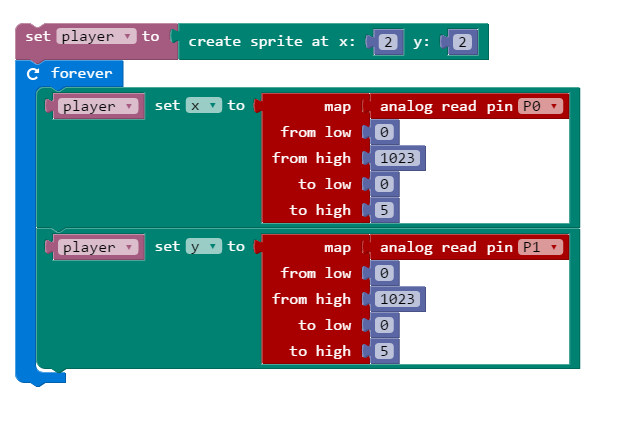 set player to create sprite at x: 2 y: 2
forever
player set x to map analog read pin P0
from low 0
from high 1023
to low 0
to high 5
player set y to map analog read pin P1
from low 0
from high 1023
to low 0
to high 5